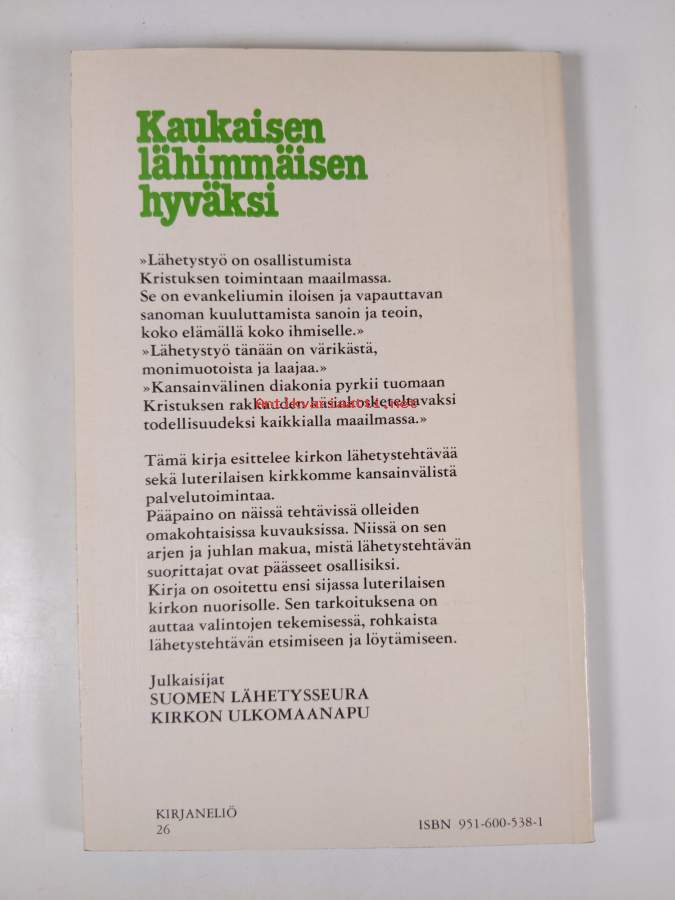 Kaukaisen
lähimmäisen
hyväksi
»Lähetystyö on osallistumista
Kristuksen toimintaan maailmassa.
Se on evankeliumin iloisen ja vapauttavan
sanoman kuuluttamista sanoin ja teoin,
koko elämällä koko ihmiselle.»
»Lähetystyö tänään on värikästä,
monimuotoista ja laajaa.»
»Kansainvälinen diakonia pyrkii tuomaan
Kristuksen rakkauden käsinkosketeltavaksi
Antikvariaatti.net
todellisuudeksi kaikkialla maailmassa.»
Tämä kirja esittelee kirkon lähetystehtävää
sekä luterilaisen kirkkomme kansainvälistä
palvelutoimintaa.
Pääpaino on näissä tehtävissä olleiden
omakohtaisissa kuvauksissa. Niissä on sen
arjen ja juhlan makua, mistä lähetystehtävän
suorittajat ovat päässeet osallisiksi.
Kirja on osoitettu ensi sijassa luterilaisen
kirkon nuorisolle. Sen tarkoituksena on
auttaa valintojen tekemisessä, rohkaista
lähetystehtävän etsimiseen ja löytämiseen.
Julkaisijat
SUOMEN LÄHETYSSEURA
KIRKON ULKOMAANAPU
KIRJANELIÖ
26
ISBN 951-600-538-1